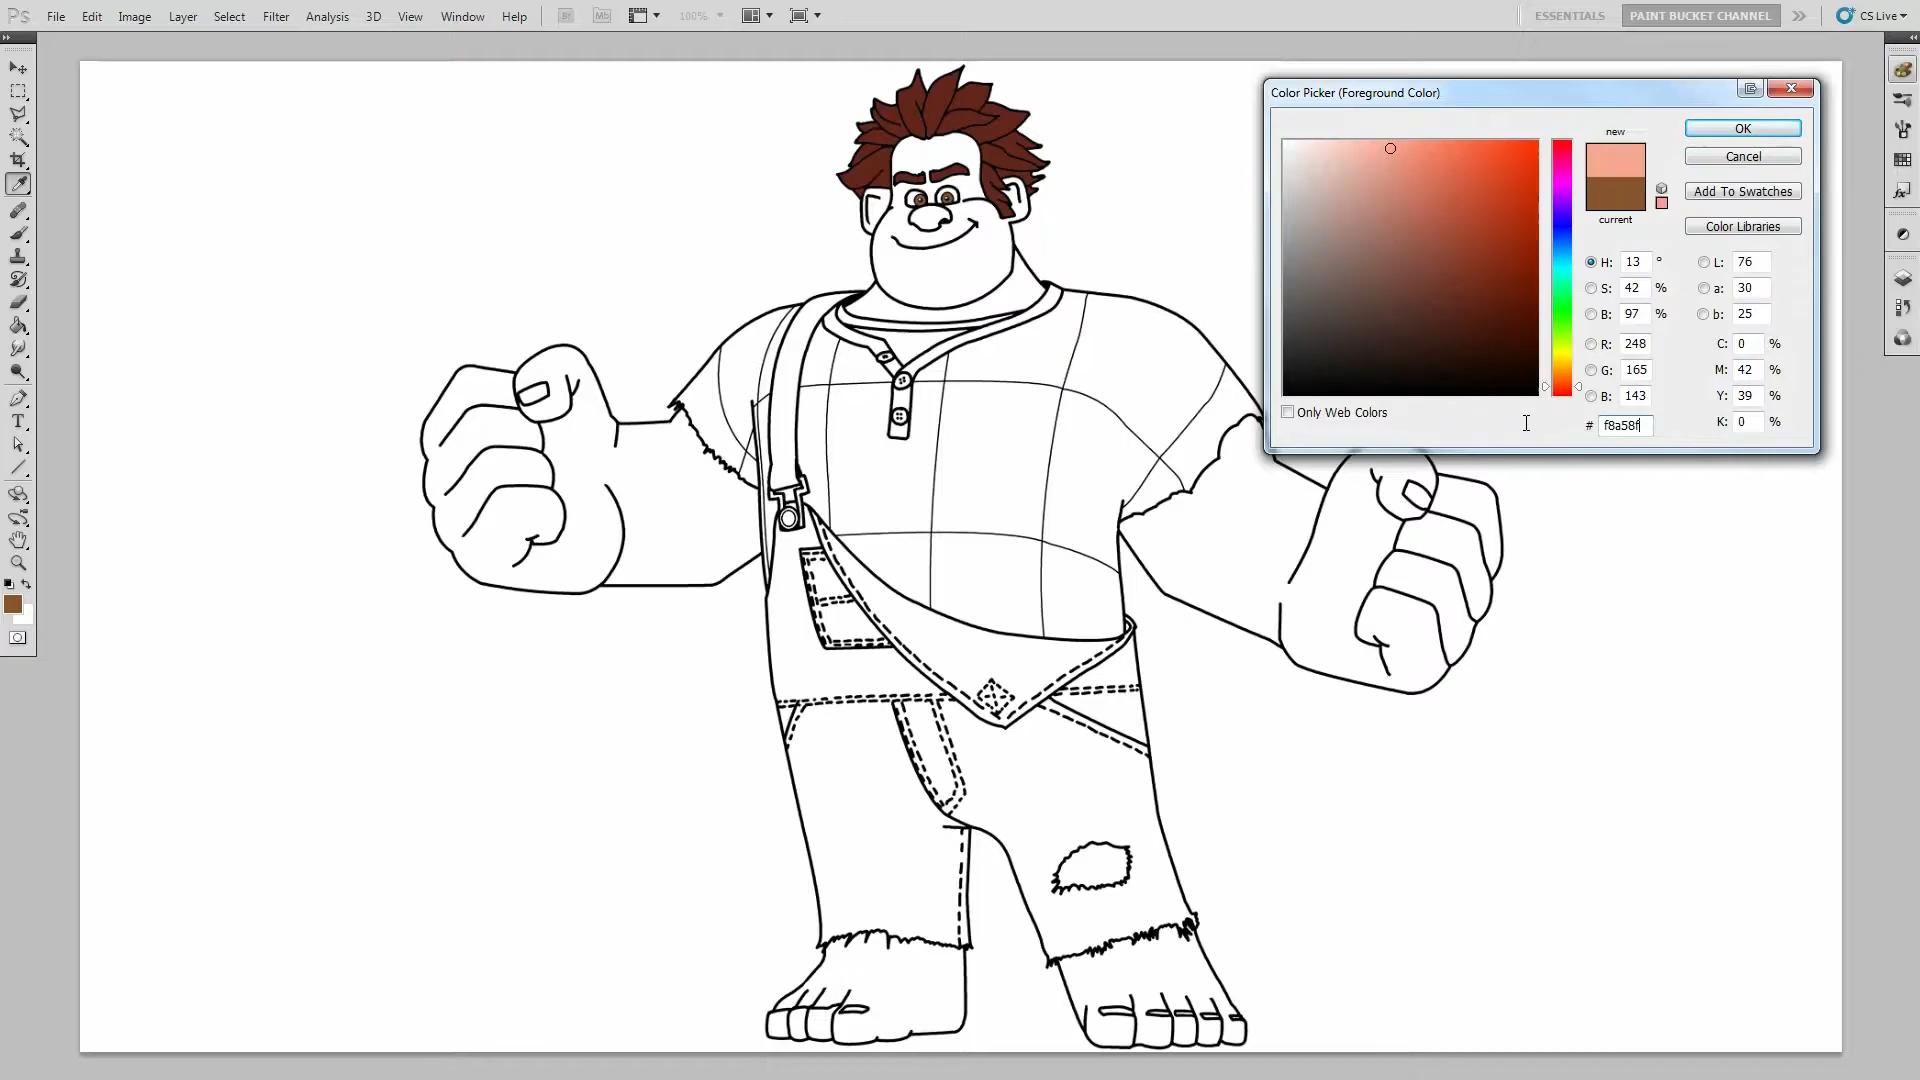 Ps File Edit Image Layer Select Filter Analysis 3D View Window Help Br Mb 100% ESSENTIALS PAINT BUCKET CHANNEL CS Live
Color Picker (Foreground Color)
new
current
OK
Cancel
Add To Swatches
Color Libraries
H: 13 ° L: 76
S: 42 % a: 30
B: 97 % b: 25
R: 248 C: 0 %
G: 165 M: 42 %
B: 143 Y: 39 %
Only Web Colors
# f8a58f K: 0 %
T